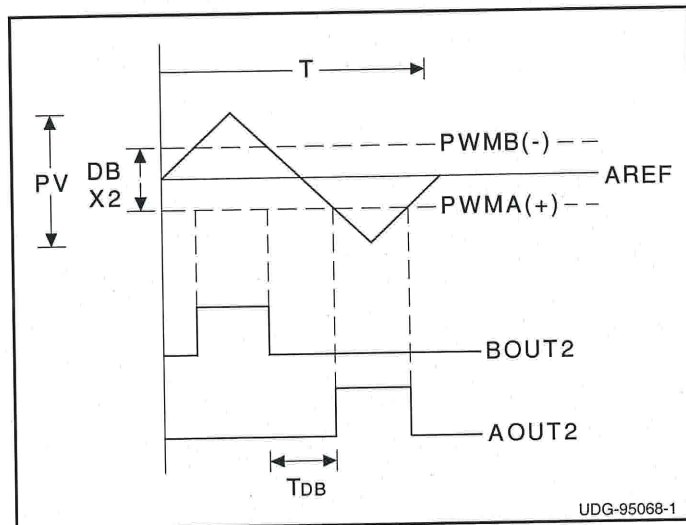 T
PWMB(-)
DB
X2
PV
AREF
PWMA(+)
BOUT2
AOUT2
TDB
UDG-95068-1